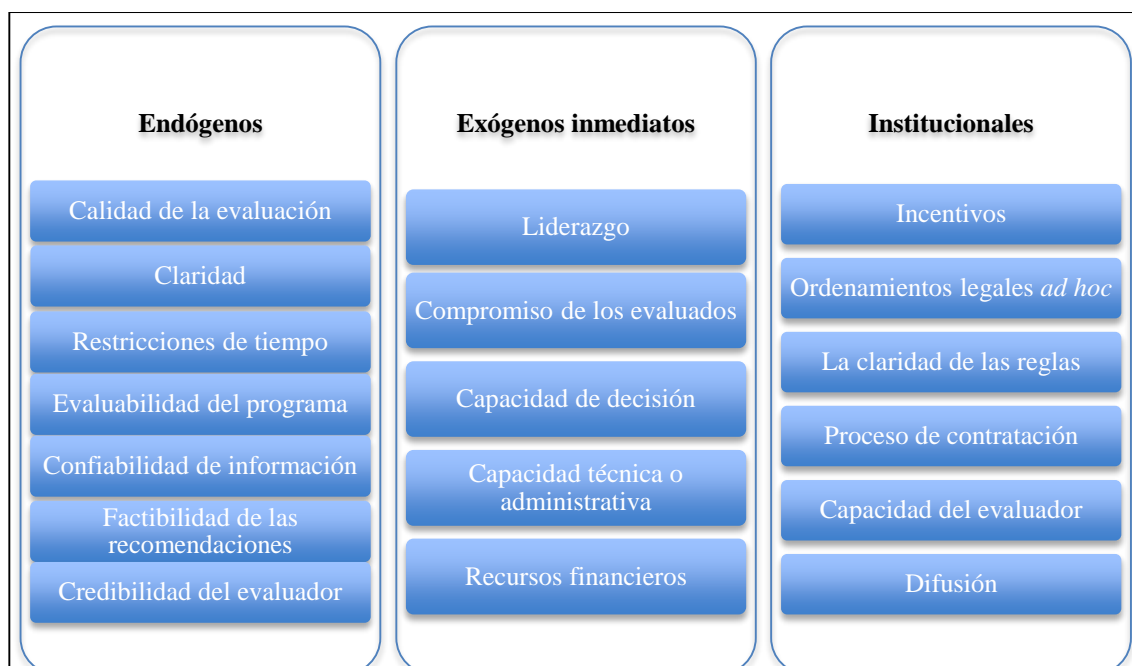 Endógenos
Calidad de la evaluación
Claridad
Restricciones de tiempo
Evaluabilidad del programa
Confiabilidad de información
Factibilidad de las
recomendaciones
Credibilidad del evaluador
Exógenos inmediatos
Liderazgo
Compromiso de los evaluados
Capacidad de decisión
Capacidad técnica o
administrativa
Recursos financieros
Institucionales
Incentivos
Ordenamientos legales ad hoc
La claridad de las reglas
Proceso de contratación
Capacidad del evaluador
Difusión